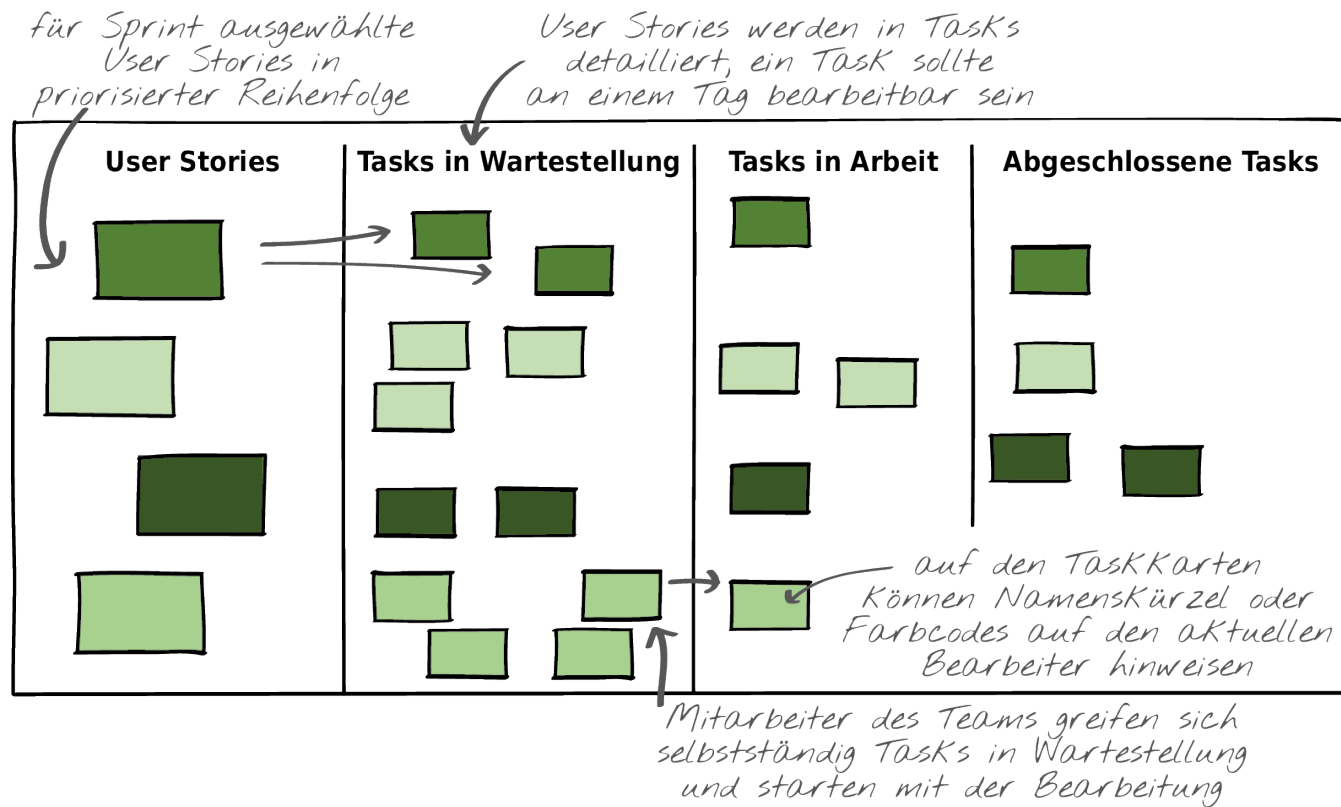 für Sprint ausgewählte
User Stories in
priorisierter Reihenfolge
User Stories werden in Tasks
detailliert, ein Task sollte
an einem Tag bearbeitbar sein
User Stories
Tasks in Wartestellung
Tasks in Arbeit
Abgeschlossene Tasks
auf den Taskkarten
können Namenskürzel oder
Farbcodes auf den aktuellen
Bearbeiter hinweisen
Mitarbeiter des Teams greifen sich
selbstständig Tasks in Wartestellung
und starten mit der Bearbeitung